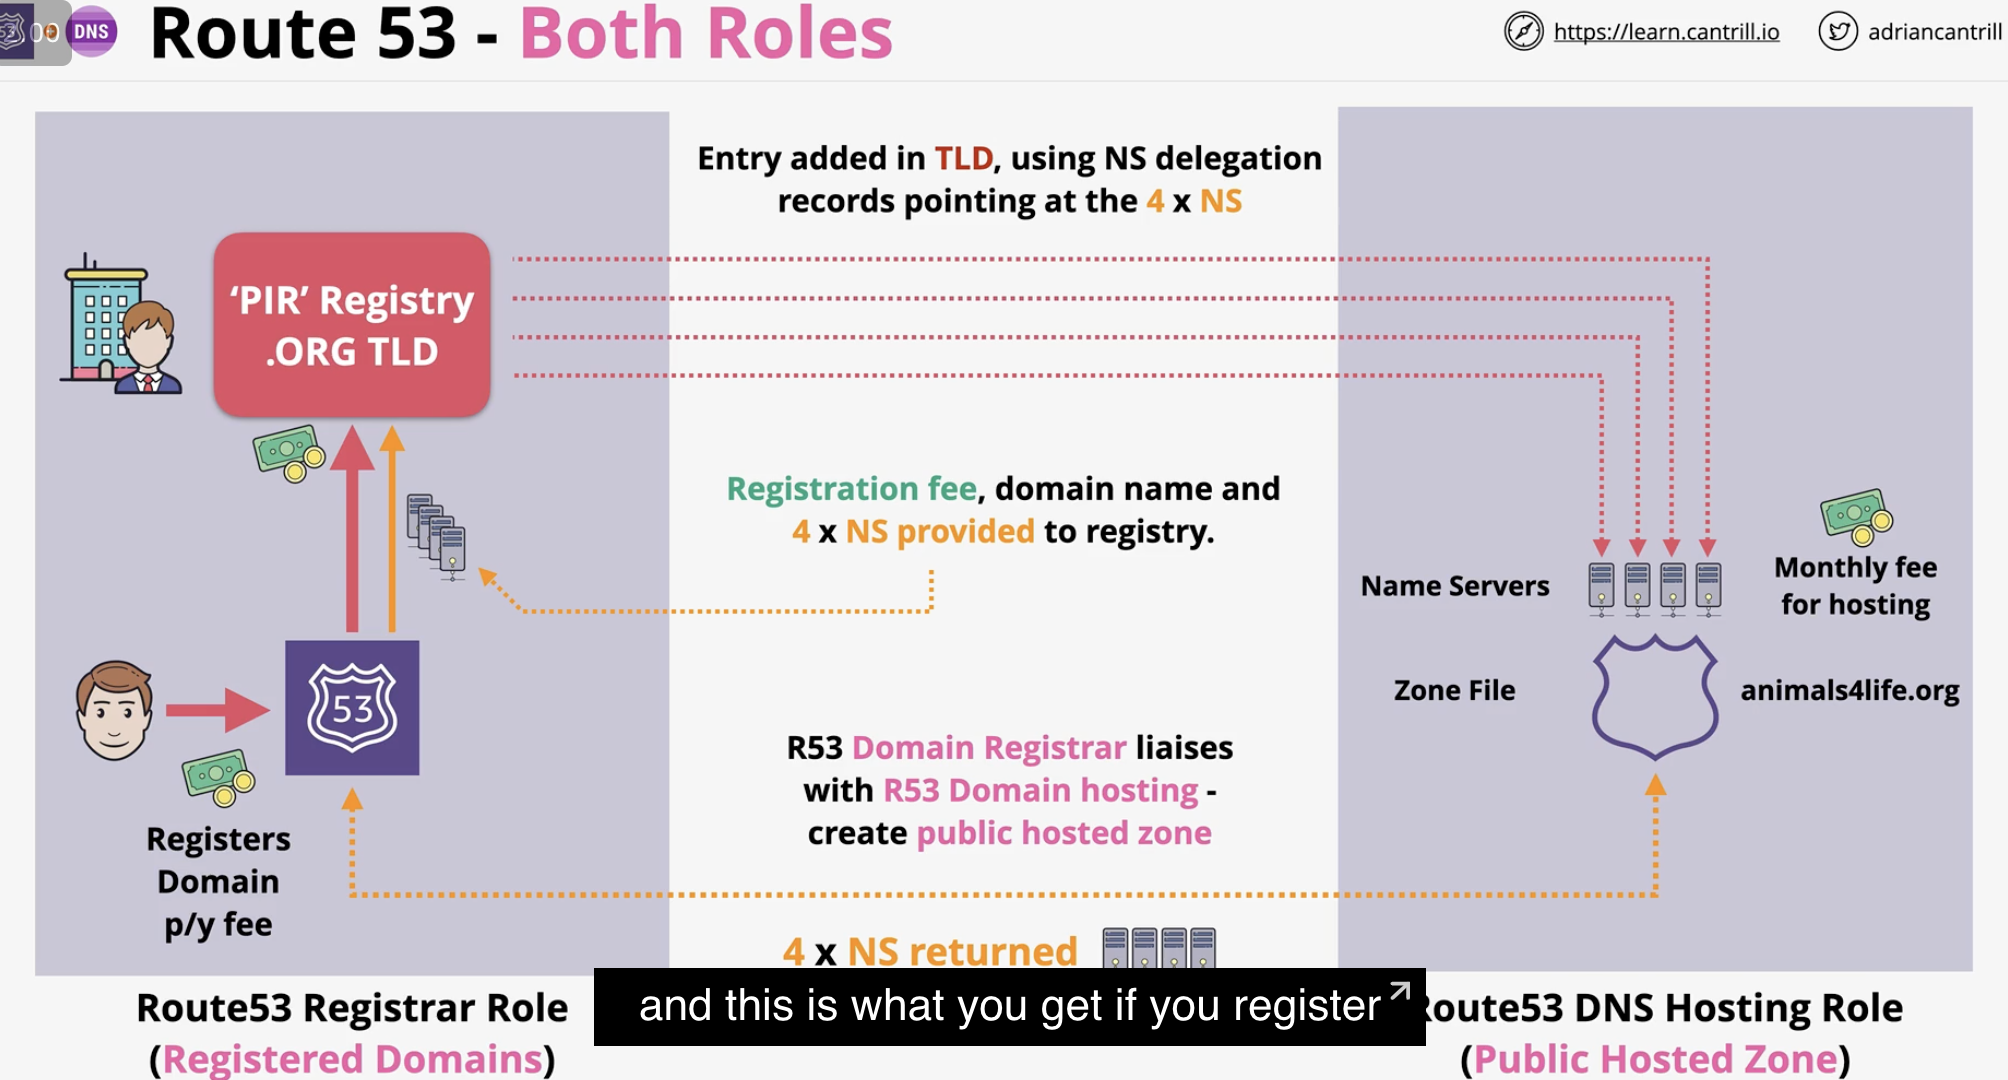 DNS
Route 53 - Both Roles
https://learn.cantrill.io
adriancantrill
Entry added in TLD, using NS delegation
records pointing at the 4 x NS
'PIR' Registry
.ORG TLD
Registration fee, domain name and
4 x NS provided to registry.
Name Servers
Monthly fee
for hosting
53
Zone File
animals4life.org
R53 Domain Registrar liaises
with R53 Domain hosting -
create public hosted zone
Registers
Domain
p/y fee
4 x NS returned
and this is what you get if you register
Route53 Registrar Role
(Registered Domains)
Route53 DNS Hosting Role
(Public Hosted Zone)